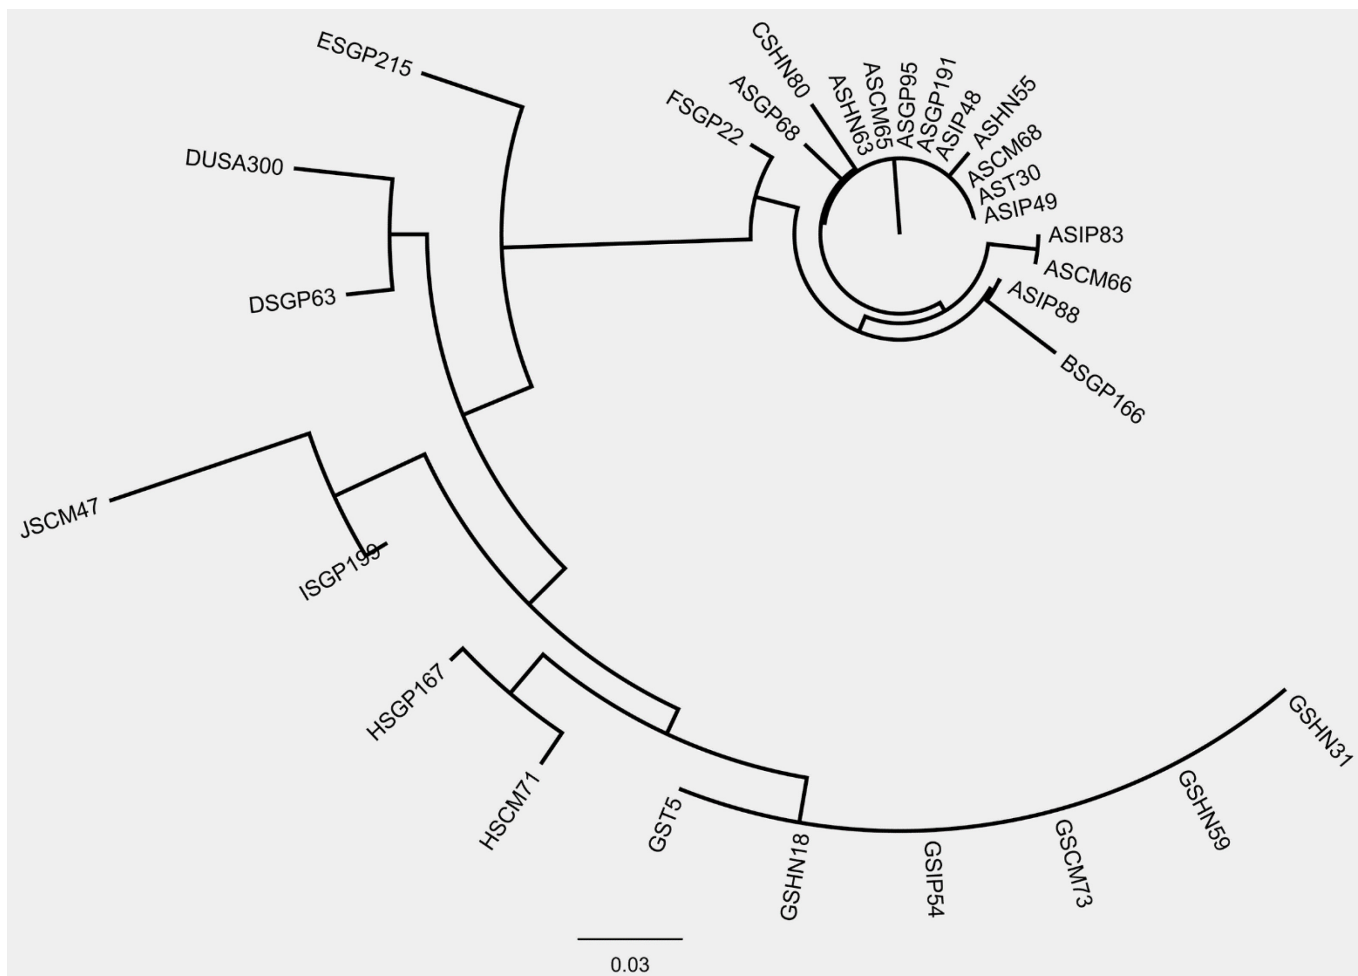 ESGP215
CSHN80
ASGP68
FSGP22
ASHN63
ASCM65
ASGP95
ASGP191
ASIP48
ASHN55
ASCM68
AST30
ASIP49
ASIP83
ASCM66
ASIP88
BSGP166
DUSA300
DSGP63
JSCM47
ISGP199
HSGP167
HSCM71
GST5
GSHN18
GSIP54
GSCM73
GSHN59
GSHN31
0.03